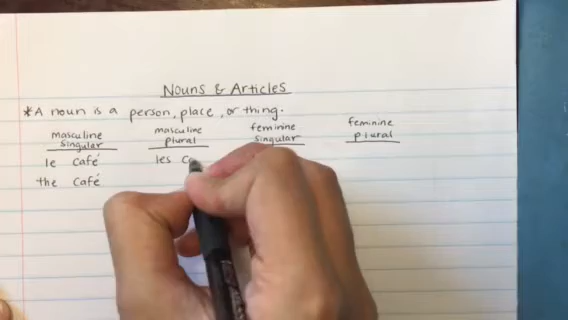 Nouns & Articles
*A noun is a person, place, or thing.
masculine singular
masculine plural
feminine singular
feminine plural
le café
les
the café